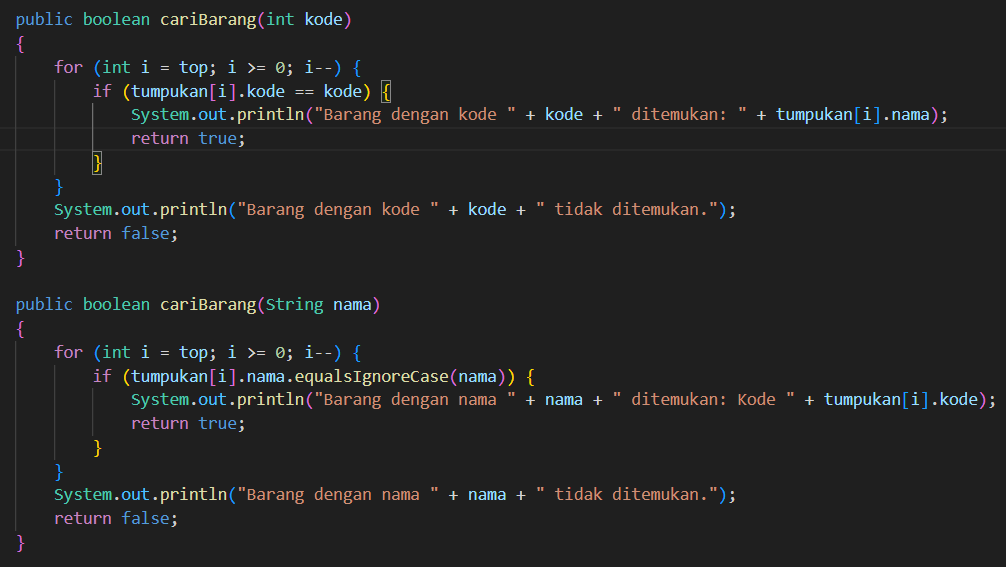 public boolean cariBarang(int kode)
{
    for (int i = top; i >= 0; i--) {
        if (tumpukan[i].kode == kode) {
            System.out.println("Barang dengan kode " + kode + " ditemukan: " + tumpukan[i].nama);
            return true;
        }
    }
    System.out.println("Barang dengan kode " + kode + " tidak ditemukan.");
    return false;
}

public boolean cariBarang(String nama)
{
    for (int i = top; i >= 0; i--) {
        if (tumpukan[i].nama.equalsIgnoreCase(nama)) {
            System.out.println("Barang dengan nama " + nama + " ditemukan: Kode " + tumpukan[i].kode);
            return true;
        }
    }
    System.out.println("Barang dengan nama " + nama + " tidak ditemukan.");
    return false;
}